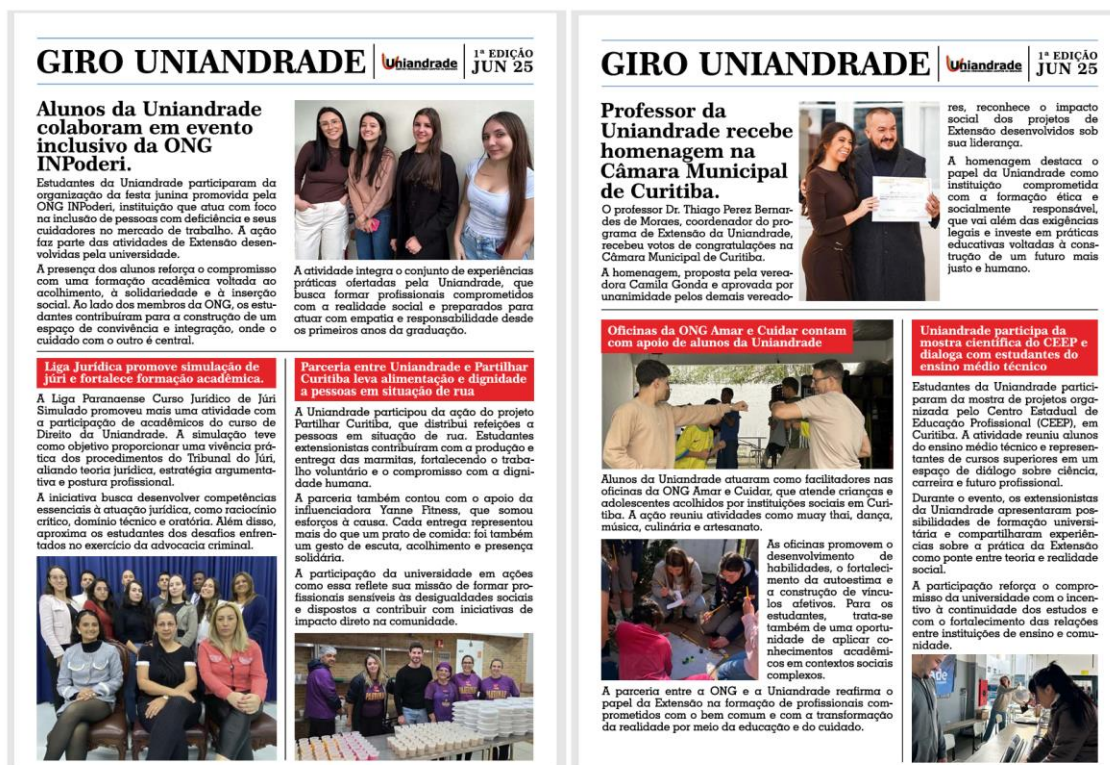 GIRO UNIANDRADE
Uniandrade
1ª EDIÇÃO
JUN 25
Alunos da Uniandrade
colaboram em evento
inclusivo da ONG
INPoderi.
Estudantes da Uniandrade participaram da
organização da festa junina promovida pela
ONG INPoderi, instituição que atua com foco
na inclusão de pessoas com deficiência e seus
cuidadores no mercado de trabalho. A ação
faz parte das atividades de Extensão desen-
volvidas pela universidade.
A presença dos alunos reforça o compromisso
com uma formação acadêmica voltada ao
acolhimento, à solidariedade e à inserção
social. Ao lado dos membros da ONG, os estu-
dantes contribuíram para a construção de um
espaço de convivência e integração, onde o
cuidado com o outro é central.
A atividade integra o conjunto de experiências
práticas ofertadas pela Uniandrade, que
busca formar profissionais comprometidos
com a realidade social e preparados para
atuar com empatia e responsabilidade desde
os primeiros anos da graduação.
Liga Jurídica promove simulação de
júri e fortalece formação acadêmica.
A Liga Paranaense Curso Jurídico de Júri
Simulado promoveu mais uma atividade com
a participação de acadêmicos do curso de
Direito da Uniandrade. A simulação teve
como objetivo proporcionar uma vivência prá-
tica dos procedimentos do Tribunal do Júri,
aliando teoria jurídica, estratégia argumenta-
tiva e postura profissional.
A iniciativa busca desenvolver competências
essenciais à atuação jurídica, como raciocínio
crítico, domínio técnico e oratória. Além disso,
aproxima os estudantes dos desafios enfren-
tados no exercício da advocacia criminal.
Parceria entre Uniandrade e Partilhar
Curitiba leva alimentação e dignidade
a pessoas em situação de rua
A Uniandrade participou da ação do projeto
Partilhar Curitiba, que distribui refeições a
pessoas em situação de rua. Estudantes
extensionistas contribuíram com a produção e
entrega das marmitas, fortalecendo o traba-
lho voluntário e o compromisso com a digni-
dade humana.
A parceria também contou com o apoio da
influenciadora Yanne Fitness, que somou
esforços à causa. Cada entrega representou
mais do que um prato de comida: foi também
um gesto de escuta, acolhimento e presença
solidária.
A participação da universidade em ações
como essa reflete sua missão de formar pro-
fissionais sensíveis às desigualdades sociais
e dispostos a contribuir com iniciativas de
impacto direto na comunidade.
GIRO UNIANDRADE
Uniandrade
1ª EDIÇÃO
JUN 25
Professor da
Uniandrade recebe
homenagem na
Câmara Municipal
de Curitiba.
O professor Dr. Thiago Perez Bernar-
des de Moraes, coordenador do pro-
grama de Extensão da Uniandrade,
recebeu votos de congratulações na
Câmara Municipal de Curitiba.
A homenagem, proposta pela verea-
dora Camila Gonda e aprovada por
unanimidade pelos demais vereado-
res, reconhece o impacto
social dos projetos de
Extensão desenvolvidos sob
sua liderança.
A homenagem destaca o
papel da Uniandrade como
instituição comprometida
com a formação ética e
socialmente responsável,
que vai além das exigências
legais e investe em práticas
educativas voltadas à cons-
trução de um futuro mais
justo e humano.
Oficinas da ONG Amar e Cuidar contam
com apoio de alunos da Uniandrade
Alunos da Uniandrade atuaram como facilitadores nas
oficinas da ONG Amar e Cuidar, que atende crianças e
adolescentes acolhidos por instituições sociais em Curi-
tiba. A ação reuniu atividades como muay thai, dança,
música, culinária e artesanato.
As oficinas promovem o
desenvolvimento de
habilidades, o fortaleci-
mento da autoestima e
a construção de víncu-
los afetivos. Para os
estudantes, trata-se
também de uma oportu-
nidade de aplicar co-
nhecimentos acadêmi-
cos em contextos sociais
complexos.
A parceria entre a ONG e a Uniandrade reafirma o
papel da Extensão na formação de profissionais com-
prometidos com o bem comum e com a transformação
da realidade por meio da educação e do cuidado.
Uniandrade participa da
mostra científica do CEEP e
dialoga com estudantes do
ensino médio técnico
Estudantes da Uniandrade partici-
param da mostra de projetos orga-
nizada pelo Centro Estadual de
Educação Profissional (CEEP), em
Curitiba. A atividade reuniu alunos
do ensino médio técnico e represen-
tantes de cursos superiores em um
espaço de diálogo sobre ciência,
carreira e futuro profissional.
Durante o evento, os extensionistas
da Uniandrade apresentaram pos-
sibilidades de formação universi-
tária e compartilharam experiên-
cias sobre a prática da Extensão
como ponte entre teoria e realidade
social.
A participação reforça o compro-
misso da universidade com o incen-
tivo à continuidade dos estudos e
com o fortalecimento das relações
entre instituições de ensino e comu-
nidade.